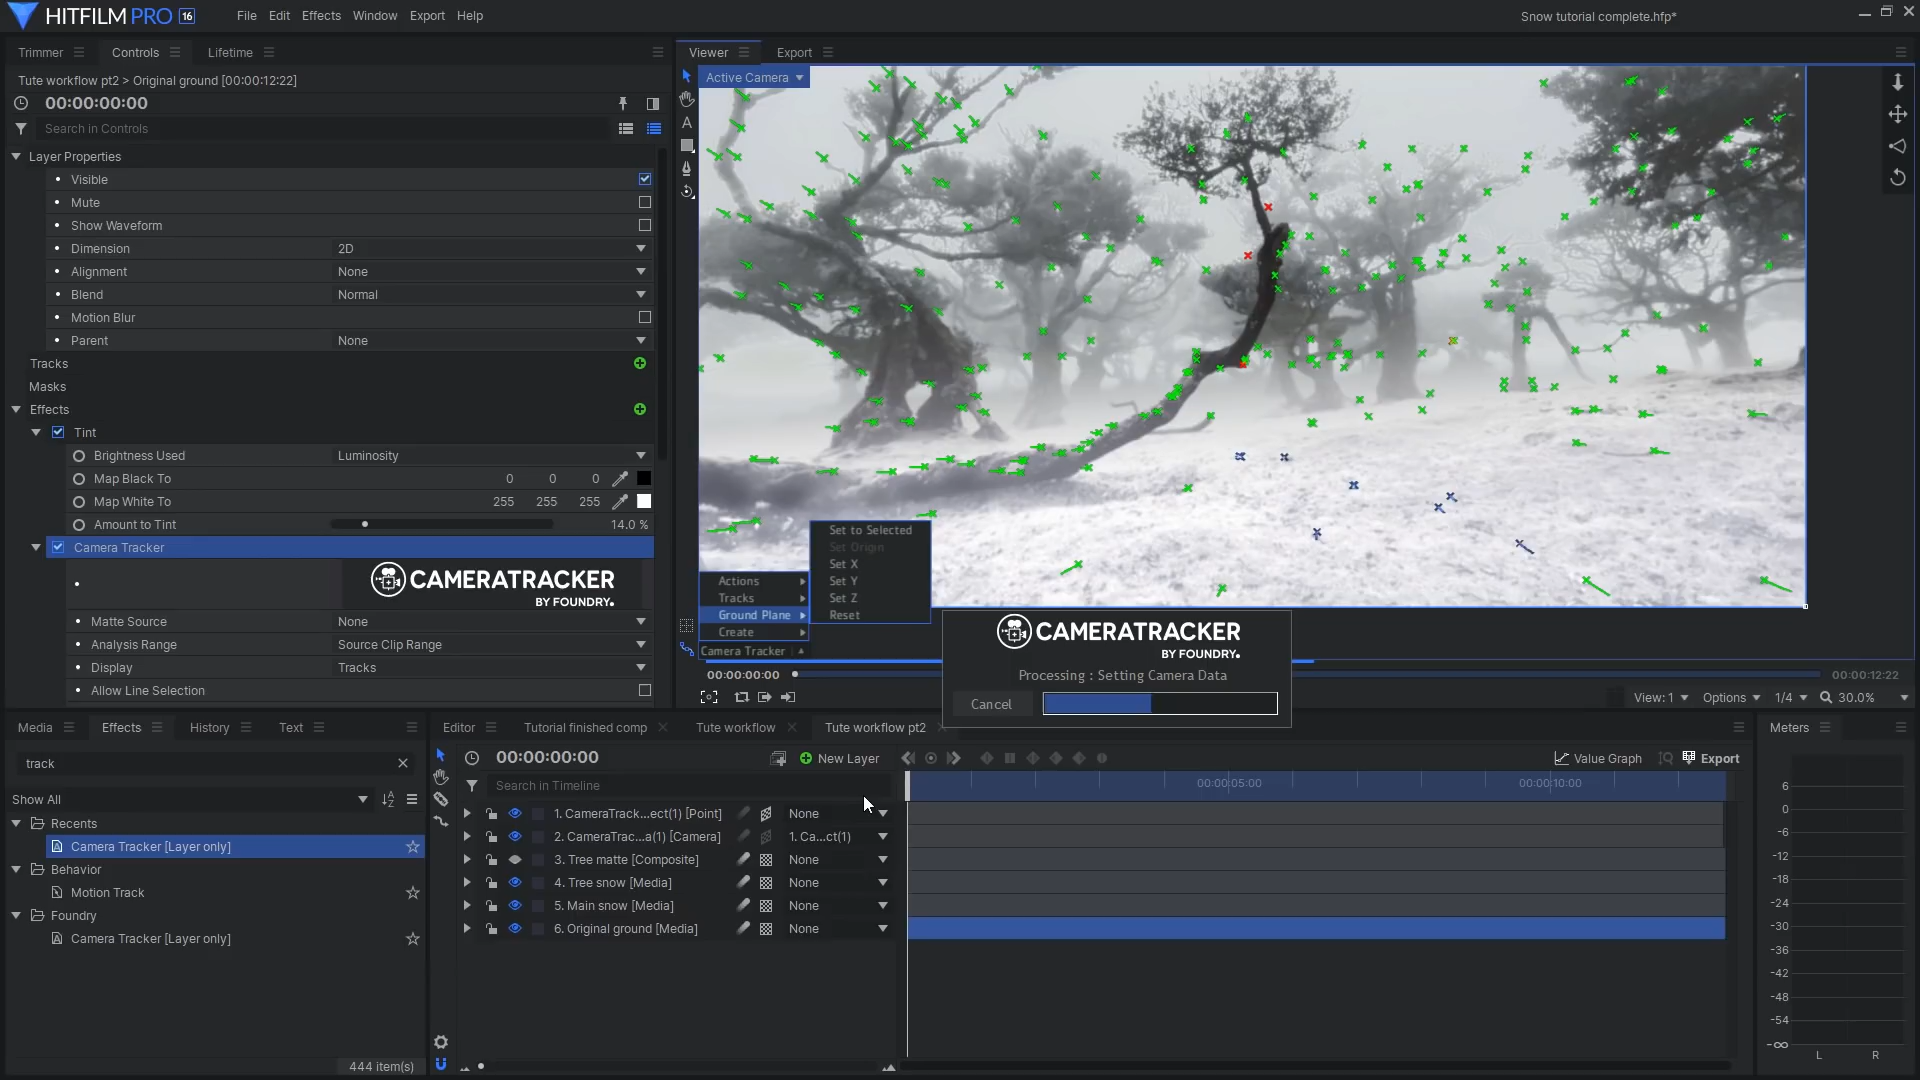 HITFILM PRO 16
File Edit Effects Window Export Help
Snow tutorial complete.hfp*
Trimmer Controls Lifetime
Tute workflow pt2 > Original ground [00:00:12:22]
00:00:00:00
Search in Controls
Layer Properties
Visible
Mute
Show Waveform
Dimension 2D
Alignment None
Blend Normal
Motion Blur
Parent None
Tracks
Masks
Effects
Tint
Brightness Used Luminosity
Map Black To 0 0 0
Map White To 255 255 255
Amount to Tint 14.0 %
Camera Tracker
CAMERATRACKER
BY FOUNDRY.
Matte Source None
Analysis Range Source Clip Range
Display Tracks
Allow Line Selection
Viewer Export
Active Camera
A
Set to Selected
Set Origin
Set X
Set Y
Set Z
Reset
Actions
Tracks
Ground Plane
Create
Camera Tracker
CAMERATRACKER
BY FOUNDRY.
Processing : Setting Camera Data
Cancel
00:00:00:00
00:00:12:22
View: 1 Options 1/4 30.0%
Media Effects History Text
track
Show All
Recents
Camera Tracker [Layer only]
Behavior
Motion Track
Foundry
Camera Tracker [Layer only]
444 item(s)
Editor Tutorial finished comp Tute workflow Tute workflow pt2
00:00:00:00
New Layer
Value Graph
Export
Search in Timeline
00:00:05:00
00:00:10:00
1. CameraTrack...ect(1) [Point] None
2. CameraTrac...a(1) [Camera] 1. Ca...ct(1)
3. Tree matte [Composite] None
4. Tree snow [Media] None
5. Main snow [Media] None
6. Original ground [Media] None
Meters
6
0
-6
-12
-18
-24
-30
-36
-42
-48
-54
-∞
L R